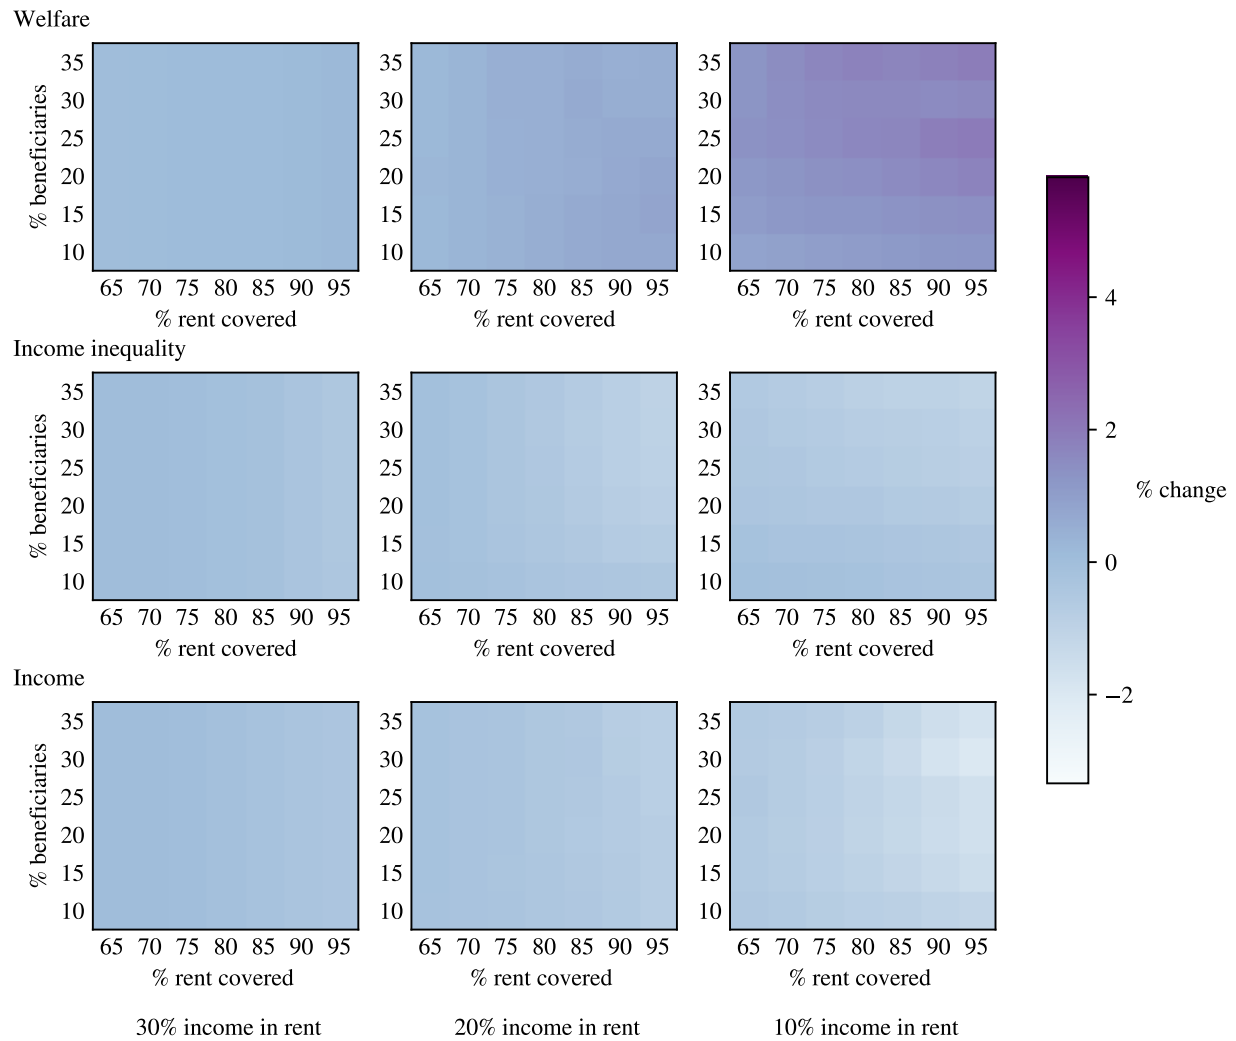 Welfare
% beneficiaries
35
30
25
20
15
10
65 70 75 80 85 90 95
% rent covered
35
30
25
20
15
10
65 70 75 80 85 90 95
% rent covered
35
30
25
20
15
10
65 70 75 80 85 90 95
% rent covered
Income inequality
% beneficiaries
35
30
25
20
15
10
65 70 75 80 85 90 95
% rent covered
35
30
25
20
15
10
65 70 75 80 85 90 95
% rent covered
35
30
25
20
15
10
65 70 75 80 85 90 95
% rent covered
Income
% beneficiaries
35
30
25
20
15
10
65 70 75 80 85 90 95
% rent covered
30% income in rent
35
30
25
20
15
10
65 70 75 80 85 90 95
% rent covered
20% income in rent
35
30
25
20
15
10
65 70 75 80 85 90 95
% rent covered
10% income in rent
4
2
0
−2
% change